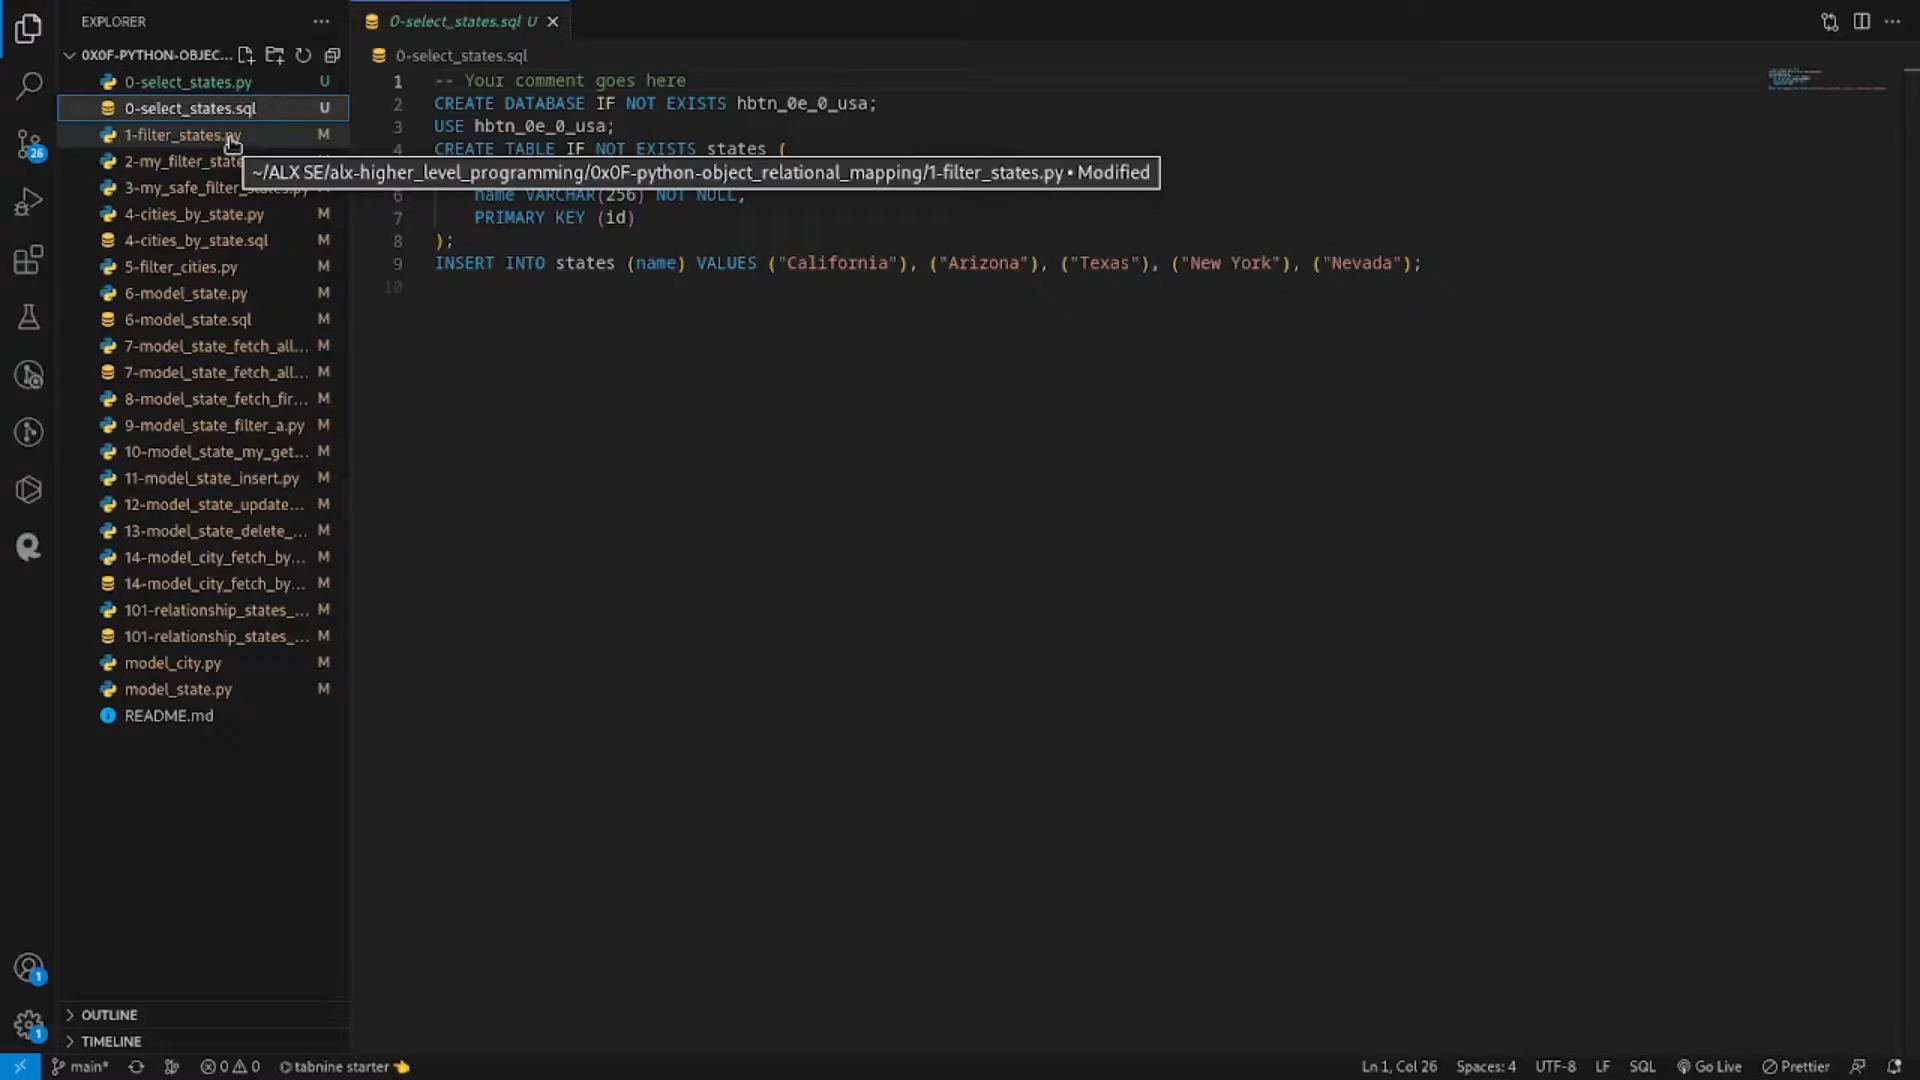 EXPLORER
0X0F-PYTHON-OBJEC...
0-select_states.py U
0-select_states.sql U
1-filter_states.py M
2-my_filter_state
3-my_safe_filter_states.py M
4-cities_by_state.py M
4-cities_by_state.sql M
5-filter_cities.py M
6-model_state.py M
6-model_state.sql M
7-model_state_fetch_all... M
7-model_state_fetch_all... M
8-model_state_fetch_fir... M
9-model_state_filter_a.py M
10-model_state_my_get... M
11-model_state_insert.py M
12-model_state_update... M
13-model_state_delete_... M
14-model_city_fetch_by... M
14-model_city_fetch_by... M
101-relationship_states_... M
101-relationship_states_... M
model_city.py M
model_state.py M
README.md
OUTLINE
TIMELINE
26
1
1
0-select_states.sql U
0-select_states.sql
1 -- Your comment goes here
2 CREATE DATABASE IF NOT EXISTS hbtn_0e_0_usa;
3 USE hbtn_0e_0_usa;
4 CREATE TABLE IF NOT EXISTS states (
~/ALX SE/alx-higher_level_programming/0x0F-python-object_relational_mapping/1-filter_states.py • Modified
6 name VARCHAR(256) NOT NULL,
7 PRIMARY KEY (id)
8 );
9 INSERT INTO states (name) VALUES ("California"), ("Arizona"), ("Texas"), ("New York"), ("Nevada");
10
main* 0 0 tabnine starter Ln 1, Col 26 Spaces: 4 UTF-8 LF SQL Go Live Prettier